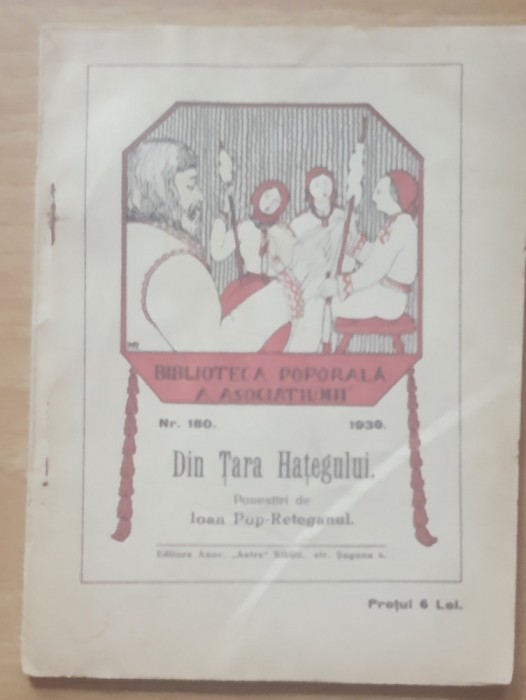 BIBLIOTECA POPORALĂ
A ASOCIAȚIUNII
Nr. 180. 1930.
Din Țara Hațegului.
Povestiri de
Ioan Pop-Reteganul.
Editura Asoc. „Astra” Sibiu, str. Șaguna 6.
Prețul 6 Lei.